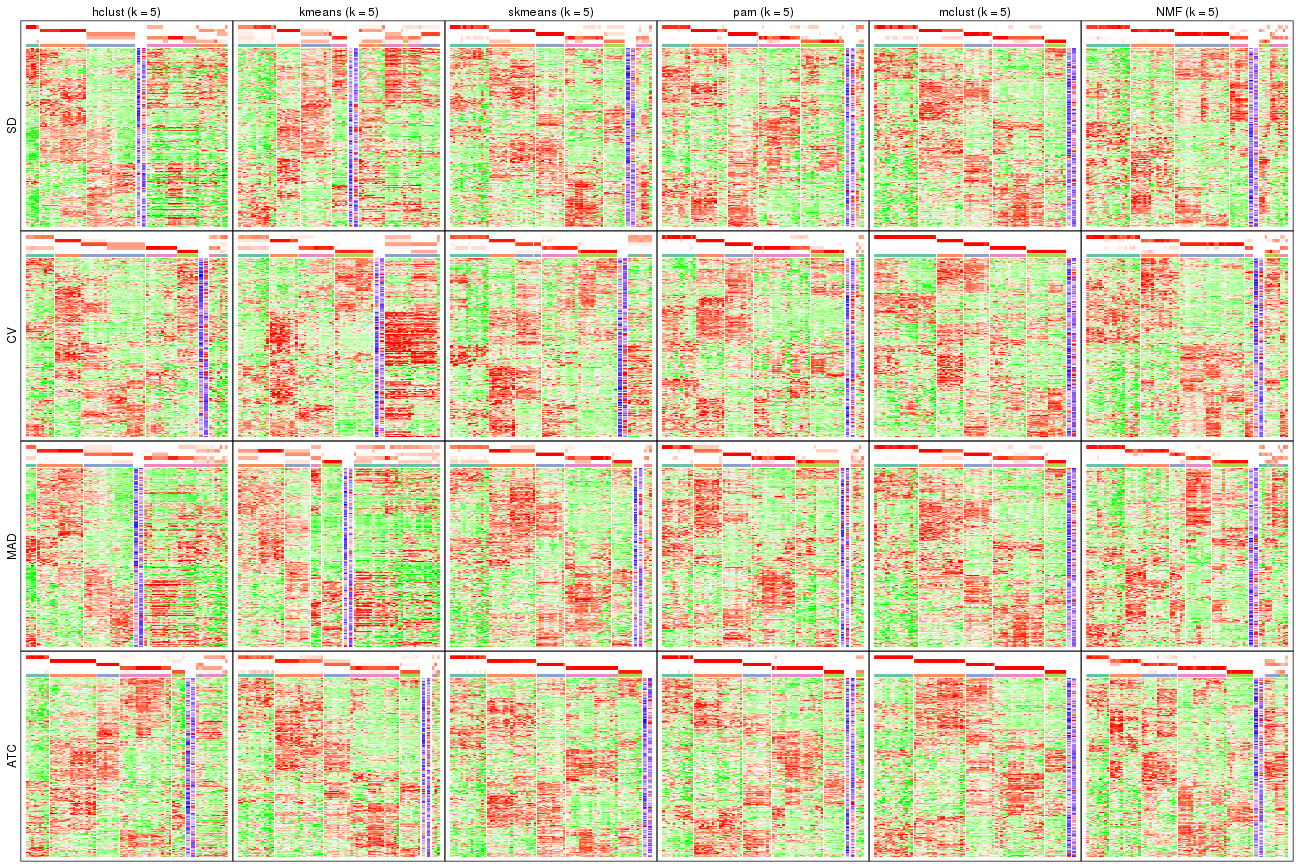 hclust (k = 5)
kmeans (k = 5)
skmeans (k = 5)
pam (k = 5)
mclust (k = 5)
NMF (k = 5)
SD
CV
MAD
ATC